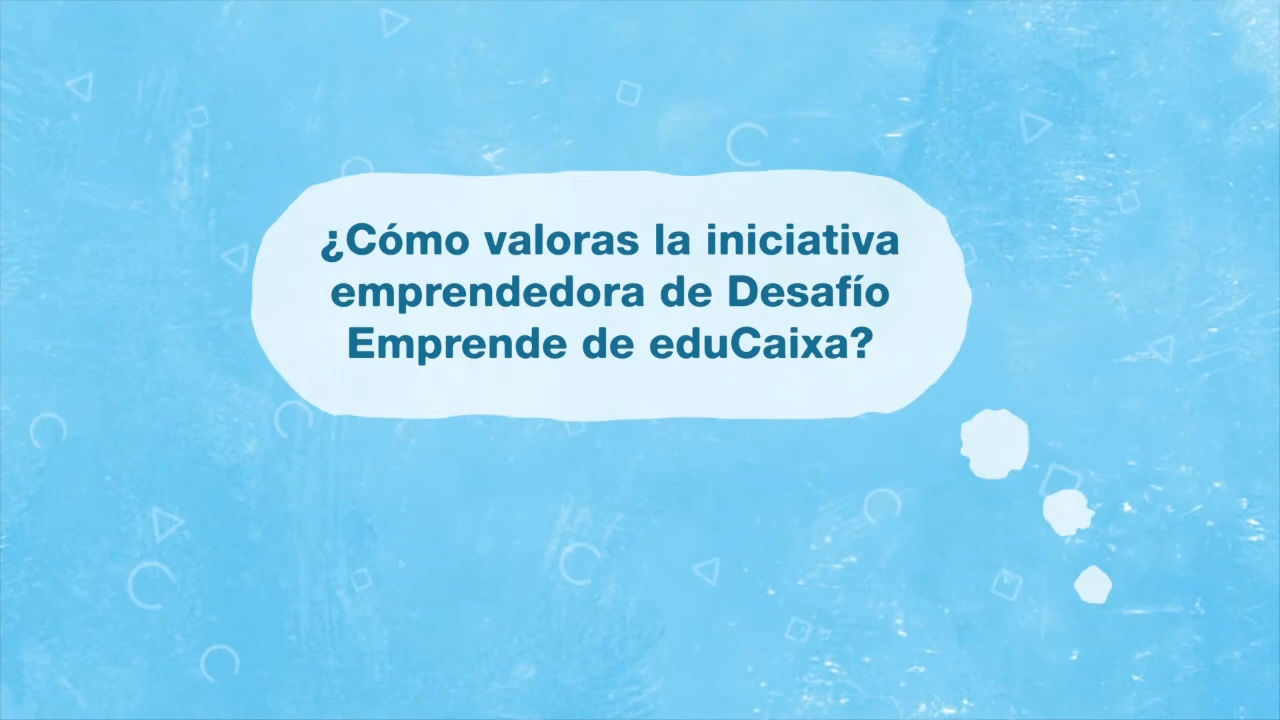 ¿Cómo valoras la iniciativa
emprendedora de Desafío
Emprende de eduCaixa?